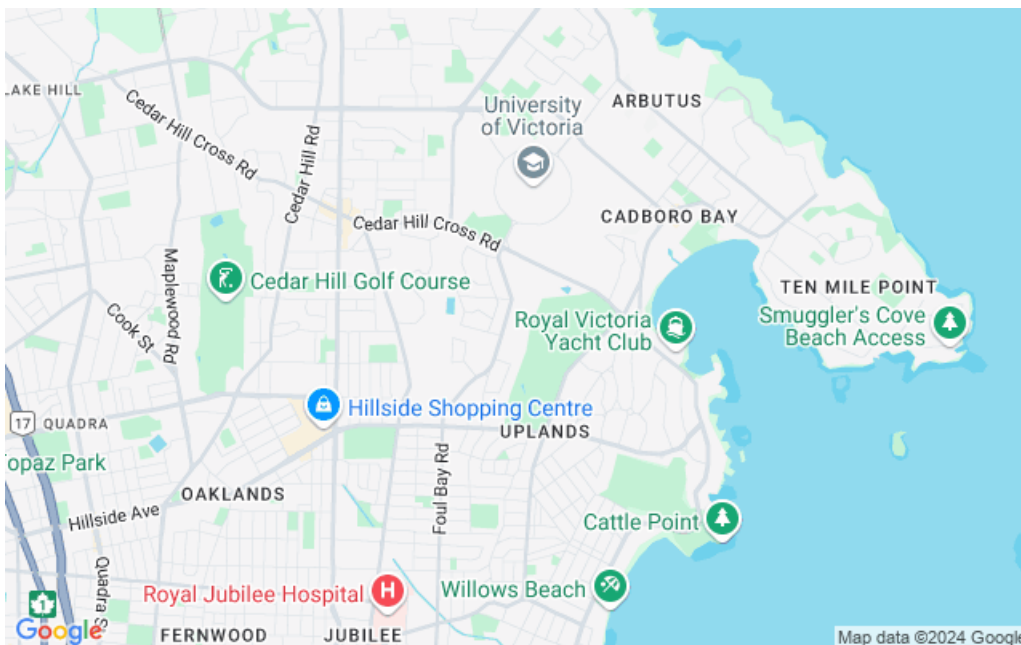 LAKE HILL
Cedar Hill Cross Rd
Cedar Hill Rd
University
of Victoria
ARBUTUS
Cedar Hill Cross Rd
CADBORO BAY
Maplewood Rd
Cedar Hill Golf Course
TEN MILE POINT
Smuggler's Cove
Beach Access
Royal Victoria
Yacht Club
Cook St
17
QUADRA
Hillside Shopping Centre
UPLANDS
Topaz Park
Foul Bay Rd
OAKLANDS
Hillside Ave
Cattle Point
Quadra S
Willows Beach
Royal Jubilee Hospital
H
1
Google
FERNWOOD
JUBILEE
Map data ©2024 Google